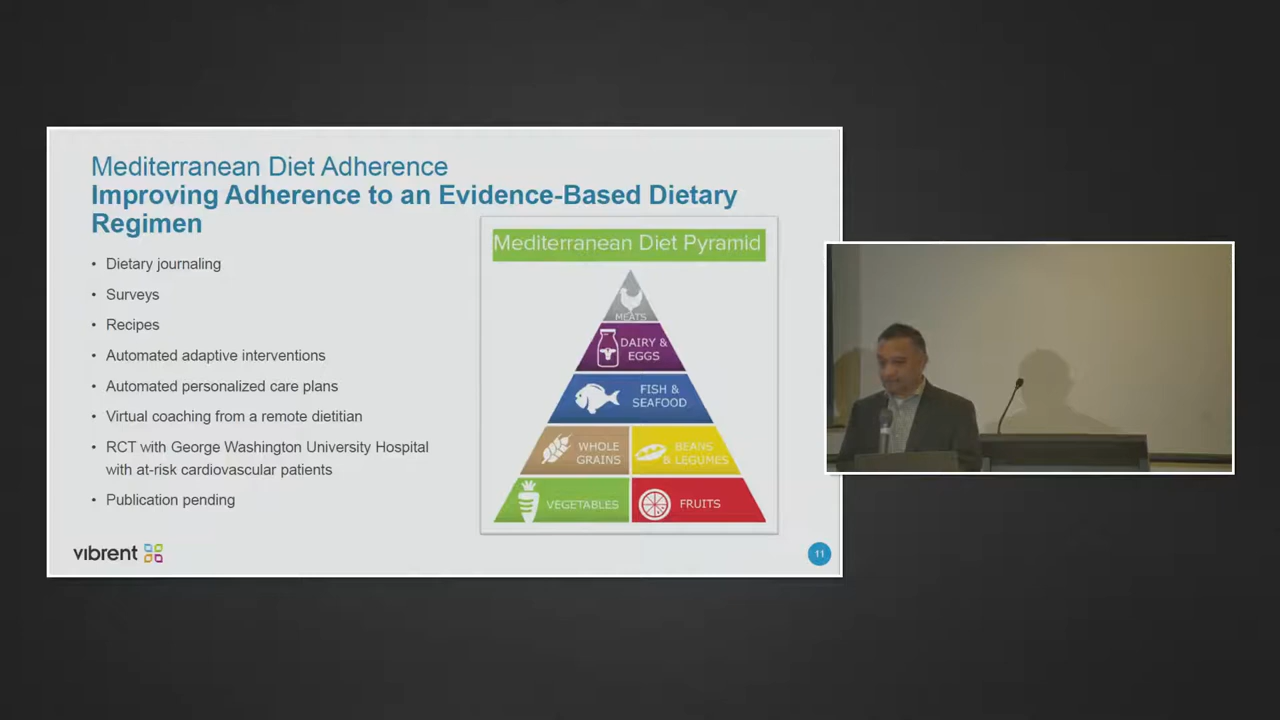 Mediterranean Diet Adherence
Improving Adherence to an Evidence-Based Dietary
Regimen
• Dietary journaling
• Surveys
• Recipes
• Automated adaptive interventions
• Automated personalized care plans
• Virtual coaching from a remote dietitian
• RCT with George Washington University Hospital
with at-risk cardiovascular patients
• Publication pending
Mediterranean Diet Pyramid
MEATS
DAIRY &
EGGS
FISH &
SEAFOOD
WHOLE
GRAINS
BEANS
& LEGUMES
VEGETABLES
FRUITS
vibrent
11